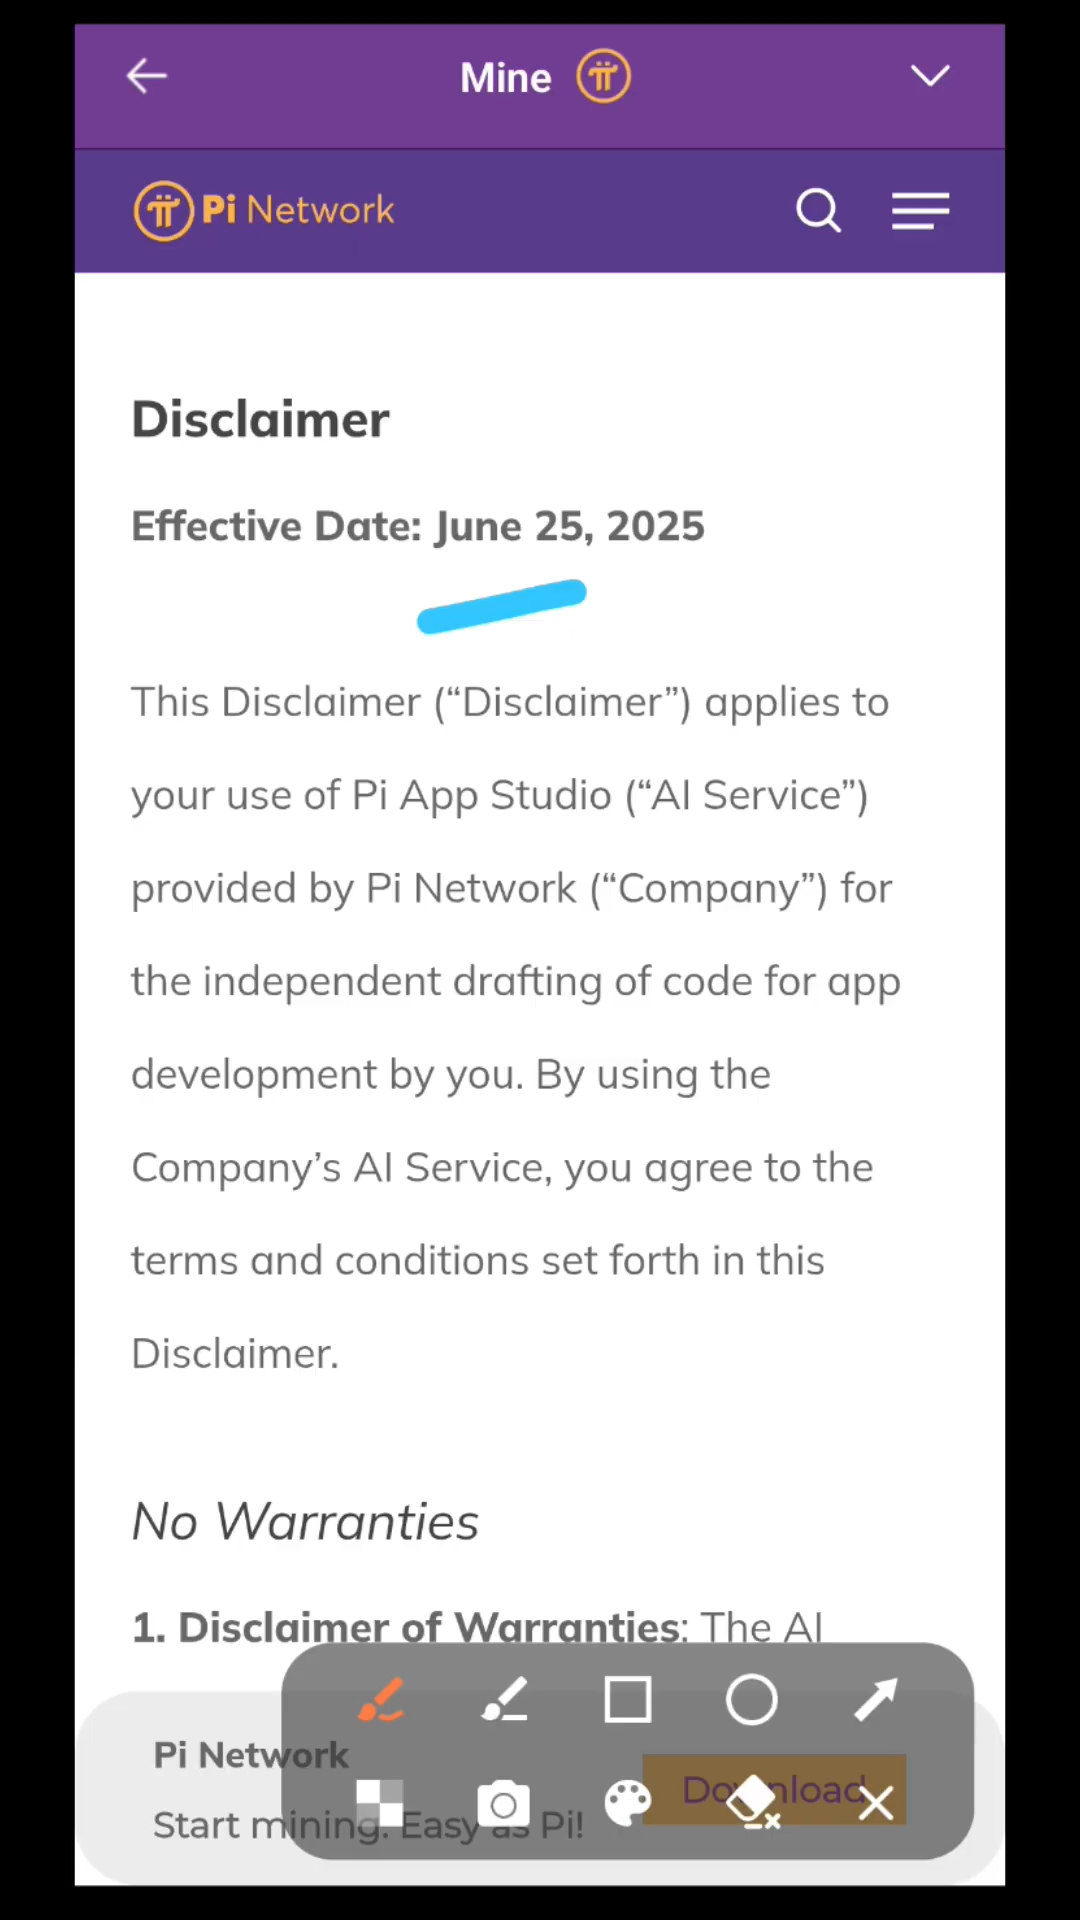 Mine
Pi Network
Disclaimer
Effective Date: June 25, 2025
This Disclaimer (“Disclaimer”) applies to
your use of Pi App Studio (“AI Service”)
provided by Pi Network (“Company”) for
the independent drafting of code for app
development by you. By using the
Company’s AI Service, you agree to the
terms and conditions set forth in this
Disclaimer.
No Warranties
1. Disclaimer of Warranties: The AI
Pi Network
Download
Start mining. Easy as Pi!